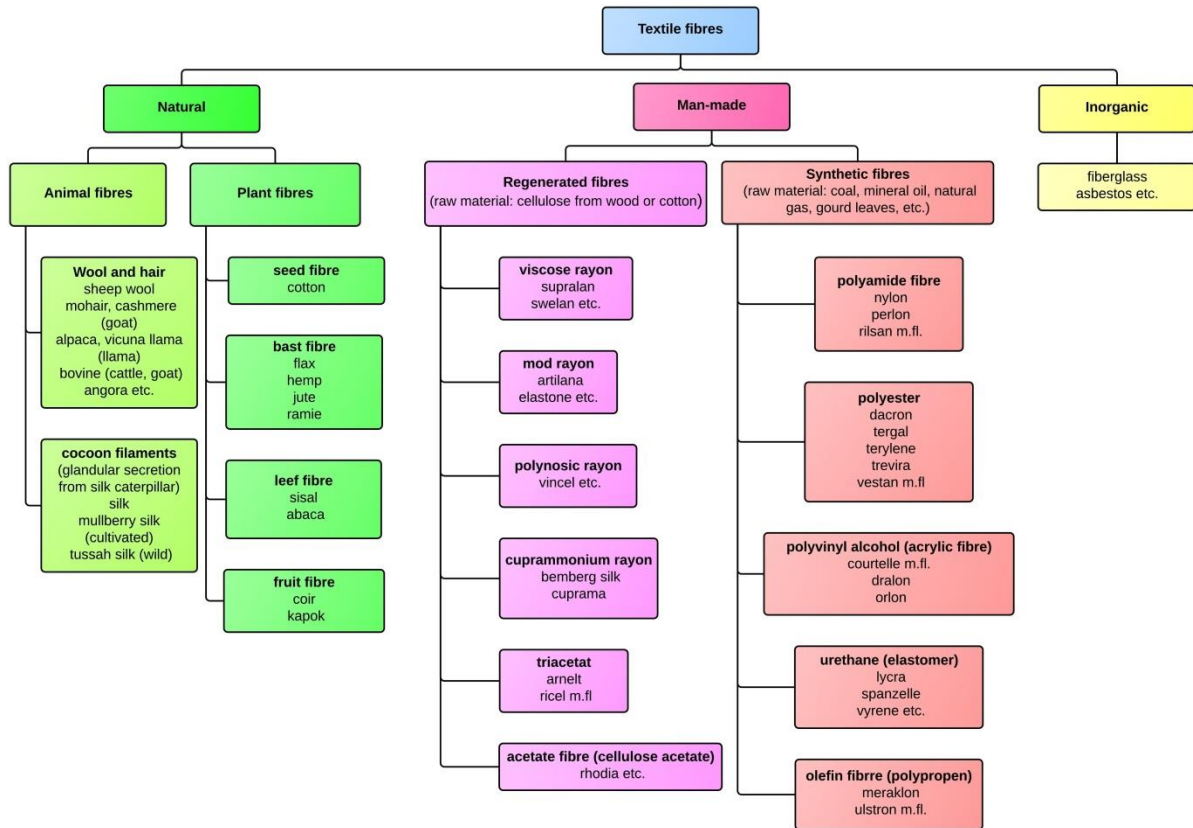 Textile fibres
Natural
Man-made
Inorganic
Animal fibres
Plant fibres
Regenerated fibres
(raw material: cellulose from wood or cotton)
Synthetic fibres
(raw material: coal, mineral oil, natural
gas, gourd leaves, etc.)
fiberglass
asbestos etc.
Wool and hair
sheep wool
mohair, cashmere
(goat)
alpaca, vicuna llama
(llama)
bovine (cattle, goat)
angora etc.
cocoon filaments
(glandular secretion
from silk caterpillar)
silk
mullberry silk
(cultivated)
tussah silk (wild)
seed fibre
cotton
bast fibre
flax
hemp
jute
ramie
leef fibre
sisal
abaca
fruit fibre
coir
kapok
viscose rayon
supralan
swelan etc.
mod rayon
artilana
elastone etc.
polynosic rayon
vincel etc.
cuprammonium rayon
bemberg silk
cuprama
triacetat
arnelt
ricel m.fl
acetate fibre (cellulose acetate)
rhodia etc.
polyamide fibre
nylon
perlon
rilsan m.fl.
polyester
dacron
tergal
terylene
trevira
vestan m.fl
polyvinyl alcohol (acrylic fibre)
courtelle m.fl.
dralon
orlon
urethane (elastomer)
lycra
spanzelle
vyrene etc.
olefin fibrre (polypropen)
meraklon
ulstron m.fl.